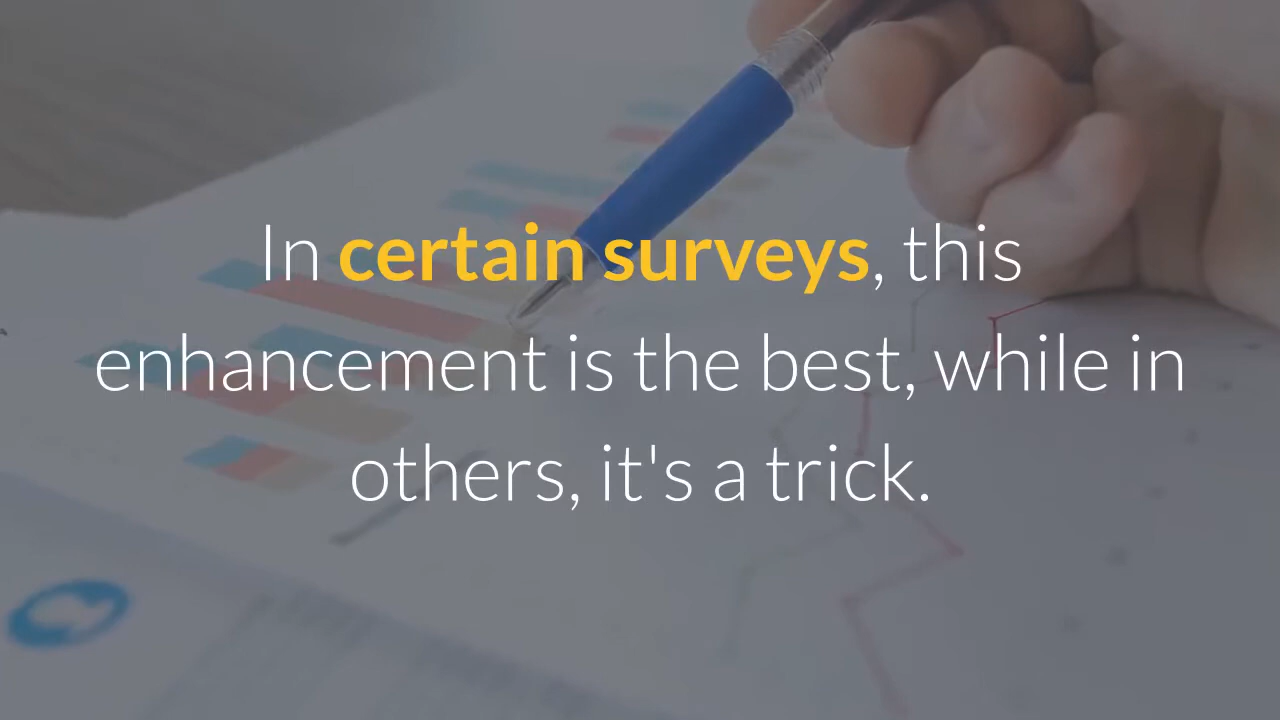 In certain surveys, this
enhancement is the best, while in
others, it's a trick.